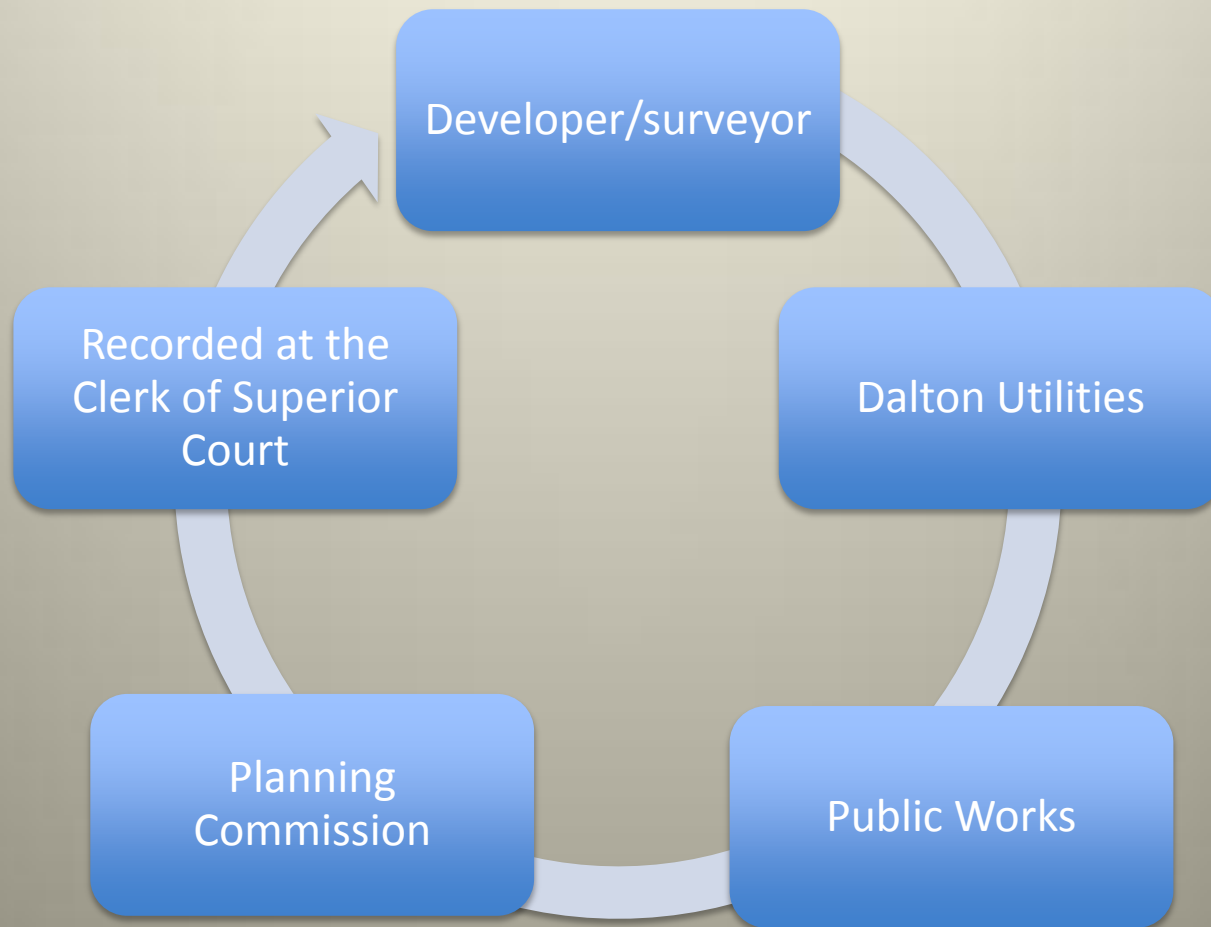 Developer/surveyor
Dalton Utilities
Public Works
Planning
Commission
Recorded at the
Clerk of Superior
Court